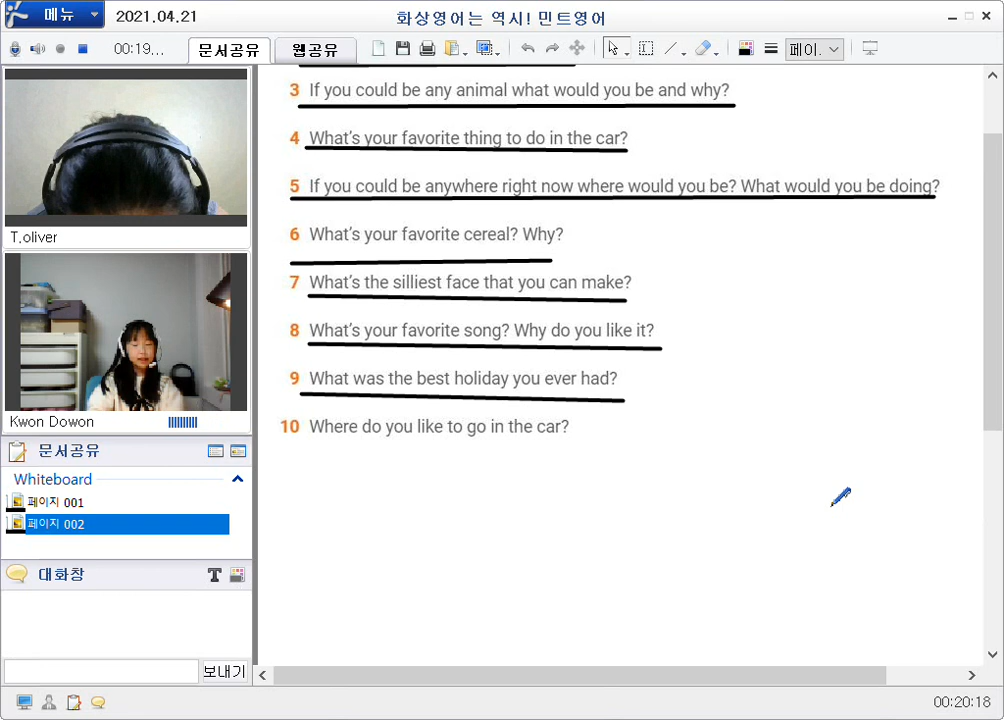 메뉴
2021.04.21
화상영어는 역시! 민트영어
00:19...
문서공유
웹공유
페이.
T.oliver
Kwon Dowon
문서공유
Whiteboard
페이지 001
페이지 002
대화창
T
보내기
3 If you could be any animal what would you be and why?
4 What's your favorite thing to do in the car?
5 If you could be anywhere right now where would you be? What would you be doing?
6 What's your favorite cereal? Why?
7 What's the silliest face that you can make?
8 What's your favorite song? Why do you like it?
9 What was the best holiday you ever had?
10 Where do you like to go in the car?
00:20:18